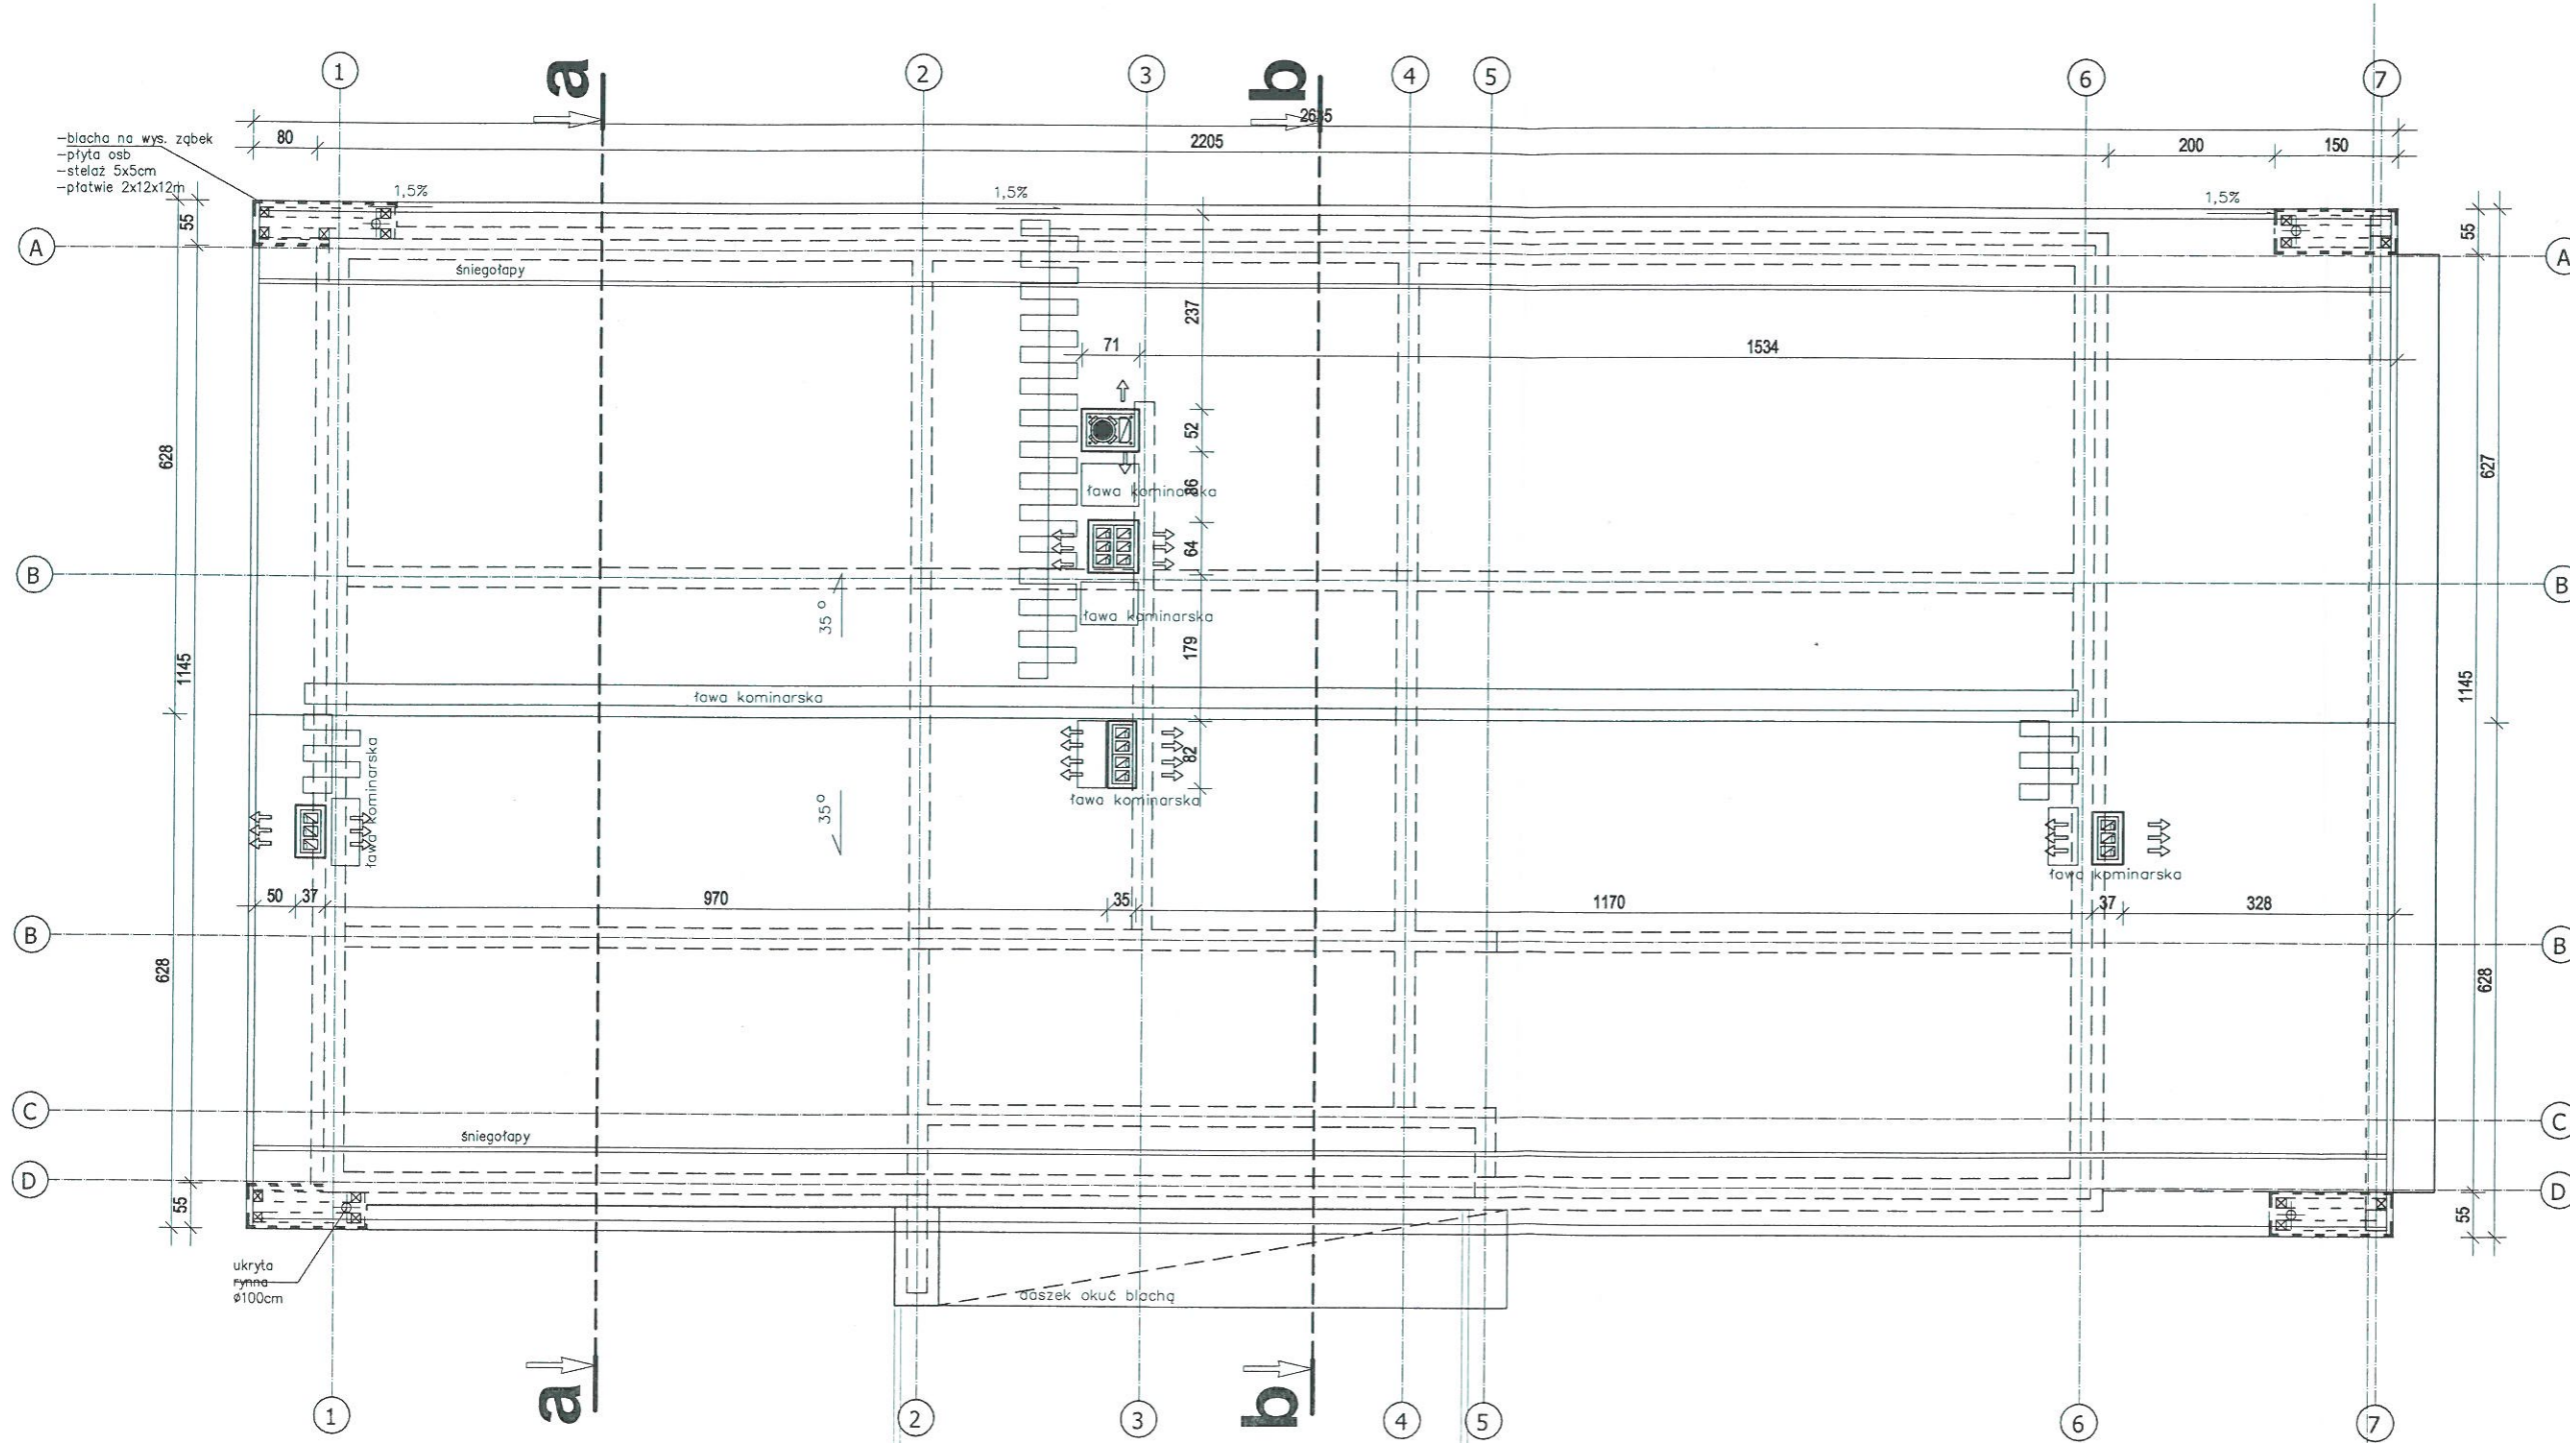 1
a
2
3
b
4
5
6
7
2635
80
2205
200
150
-blacha na wys. ząbek
-płyta osb
-stelaż 5x5cm
-płatwie 2x12x12m
1,5%
1,5%
1,5%
55
55
A
A
śniegołapy
237
71
1534
52
628
627
ława kominarska
86
64
B
B
35°
ława kominarska
179
1145
1145
ława kominarska
ława kominarska
82
ława kominarska
35°
ława kominarska
50
37
970
35
1170
37
328
B
B
628
628
C
C
śniegołapy
D
D
55
55
ukryta
rynna
ø100cm
daszek okuć blachą
a
b
1
2
3
4
5
6
7